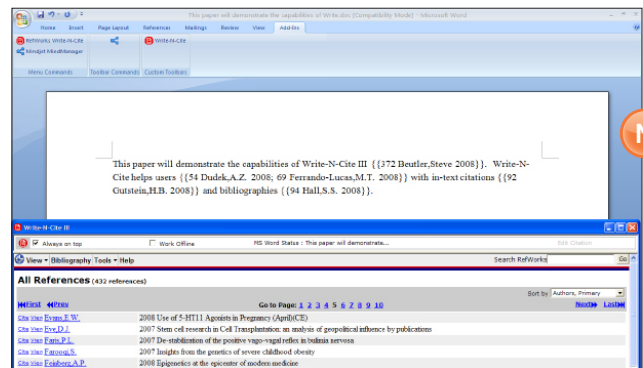 This paper will demonstrate the capabilities of Write.doc [Compatibility Mode] - Microsoft Word
Home Insert Page Layout References Mailings Review View Add-Ins
RefWorks Write-N-Cite Write-N-Cite
Mindjet MindManager
Menu Commands Toolbar Commands Custom Toolbars
This paper will demonstrate the capabilities of Write-N-Cite III {{372 Beutler,Steve 2008}}. Write-N-
Cite helps users {{54 Dudek,A.Z. 2008; 69 Ferrando-Lucas,M.T. 2008}} with in-text citations {{92
Gutstein,H.B. 2008}} and bibliographies {{94 Hall,S.S. 2008}}.
Write-N-Cite III
Always on top Work Offline MS Word Status : This paper will demonstrate... Edit Citation
View Bibliography Tools Help Search RefWorks Go
All References (432 references)
Sort by Authors, Primary
First Prev Go to Page: 1 2 3 4 5 6 7 8 9 10 Next Last
Cite View Evans,E.W. 2008 Use of 5-HT11 Agonists in Pregnancy (April)(CE)
Cite View Eve,D.J. 2007 Stem cell research in Cell Transplantation: an analysis of geopolitical influence by publications
Cite View Faris,P.L. 2007 De-stabilization of the positive vago-vagal reflex in bulimia nervosa
Cite View Farooqi,S. 2007 Insights from the genetics of severe childhood obesity
Cite View Feinberg,A.P. 2008 Epigenetics at the epicenter of modern medicine